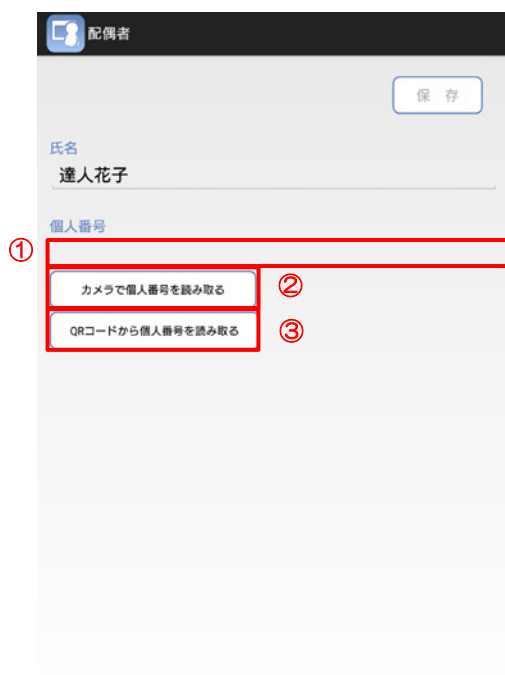 配偶者
保 存
氏名
達人花子
個人番号
①
カメラで個人番号を読み取る
②
QRコードから個人番号を読み取る
③